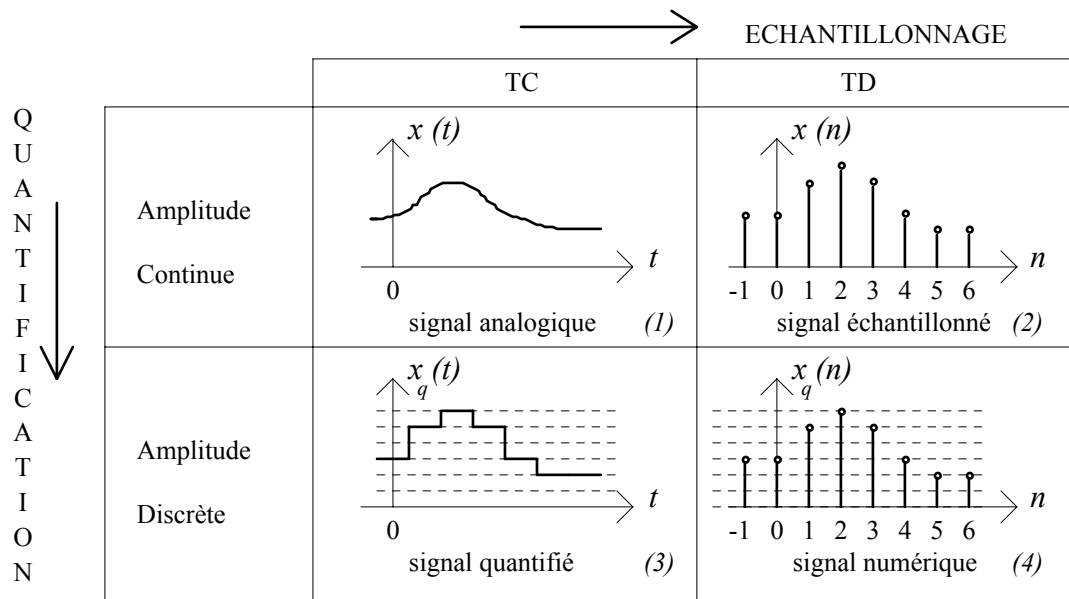 ECHANTILLONNAGE
TC TD
QUANTIFICATION
Amplitude
Continue
x (t)
t
0
signal analogique (1)
x (n)
n
-1 0 1 2 3 4 5 6
signal échantillonné (2)
Amplitude
Discrète
x q (t)
t
0
signal quantifié (3)
x q (n)
n
-1 0 1 2 3 4 5 6
signal numérique (4)